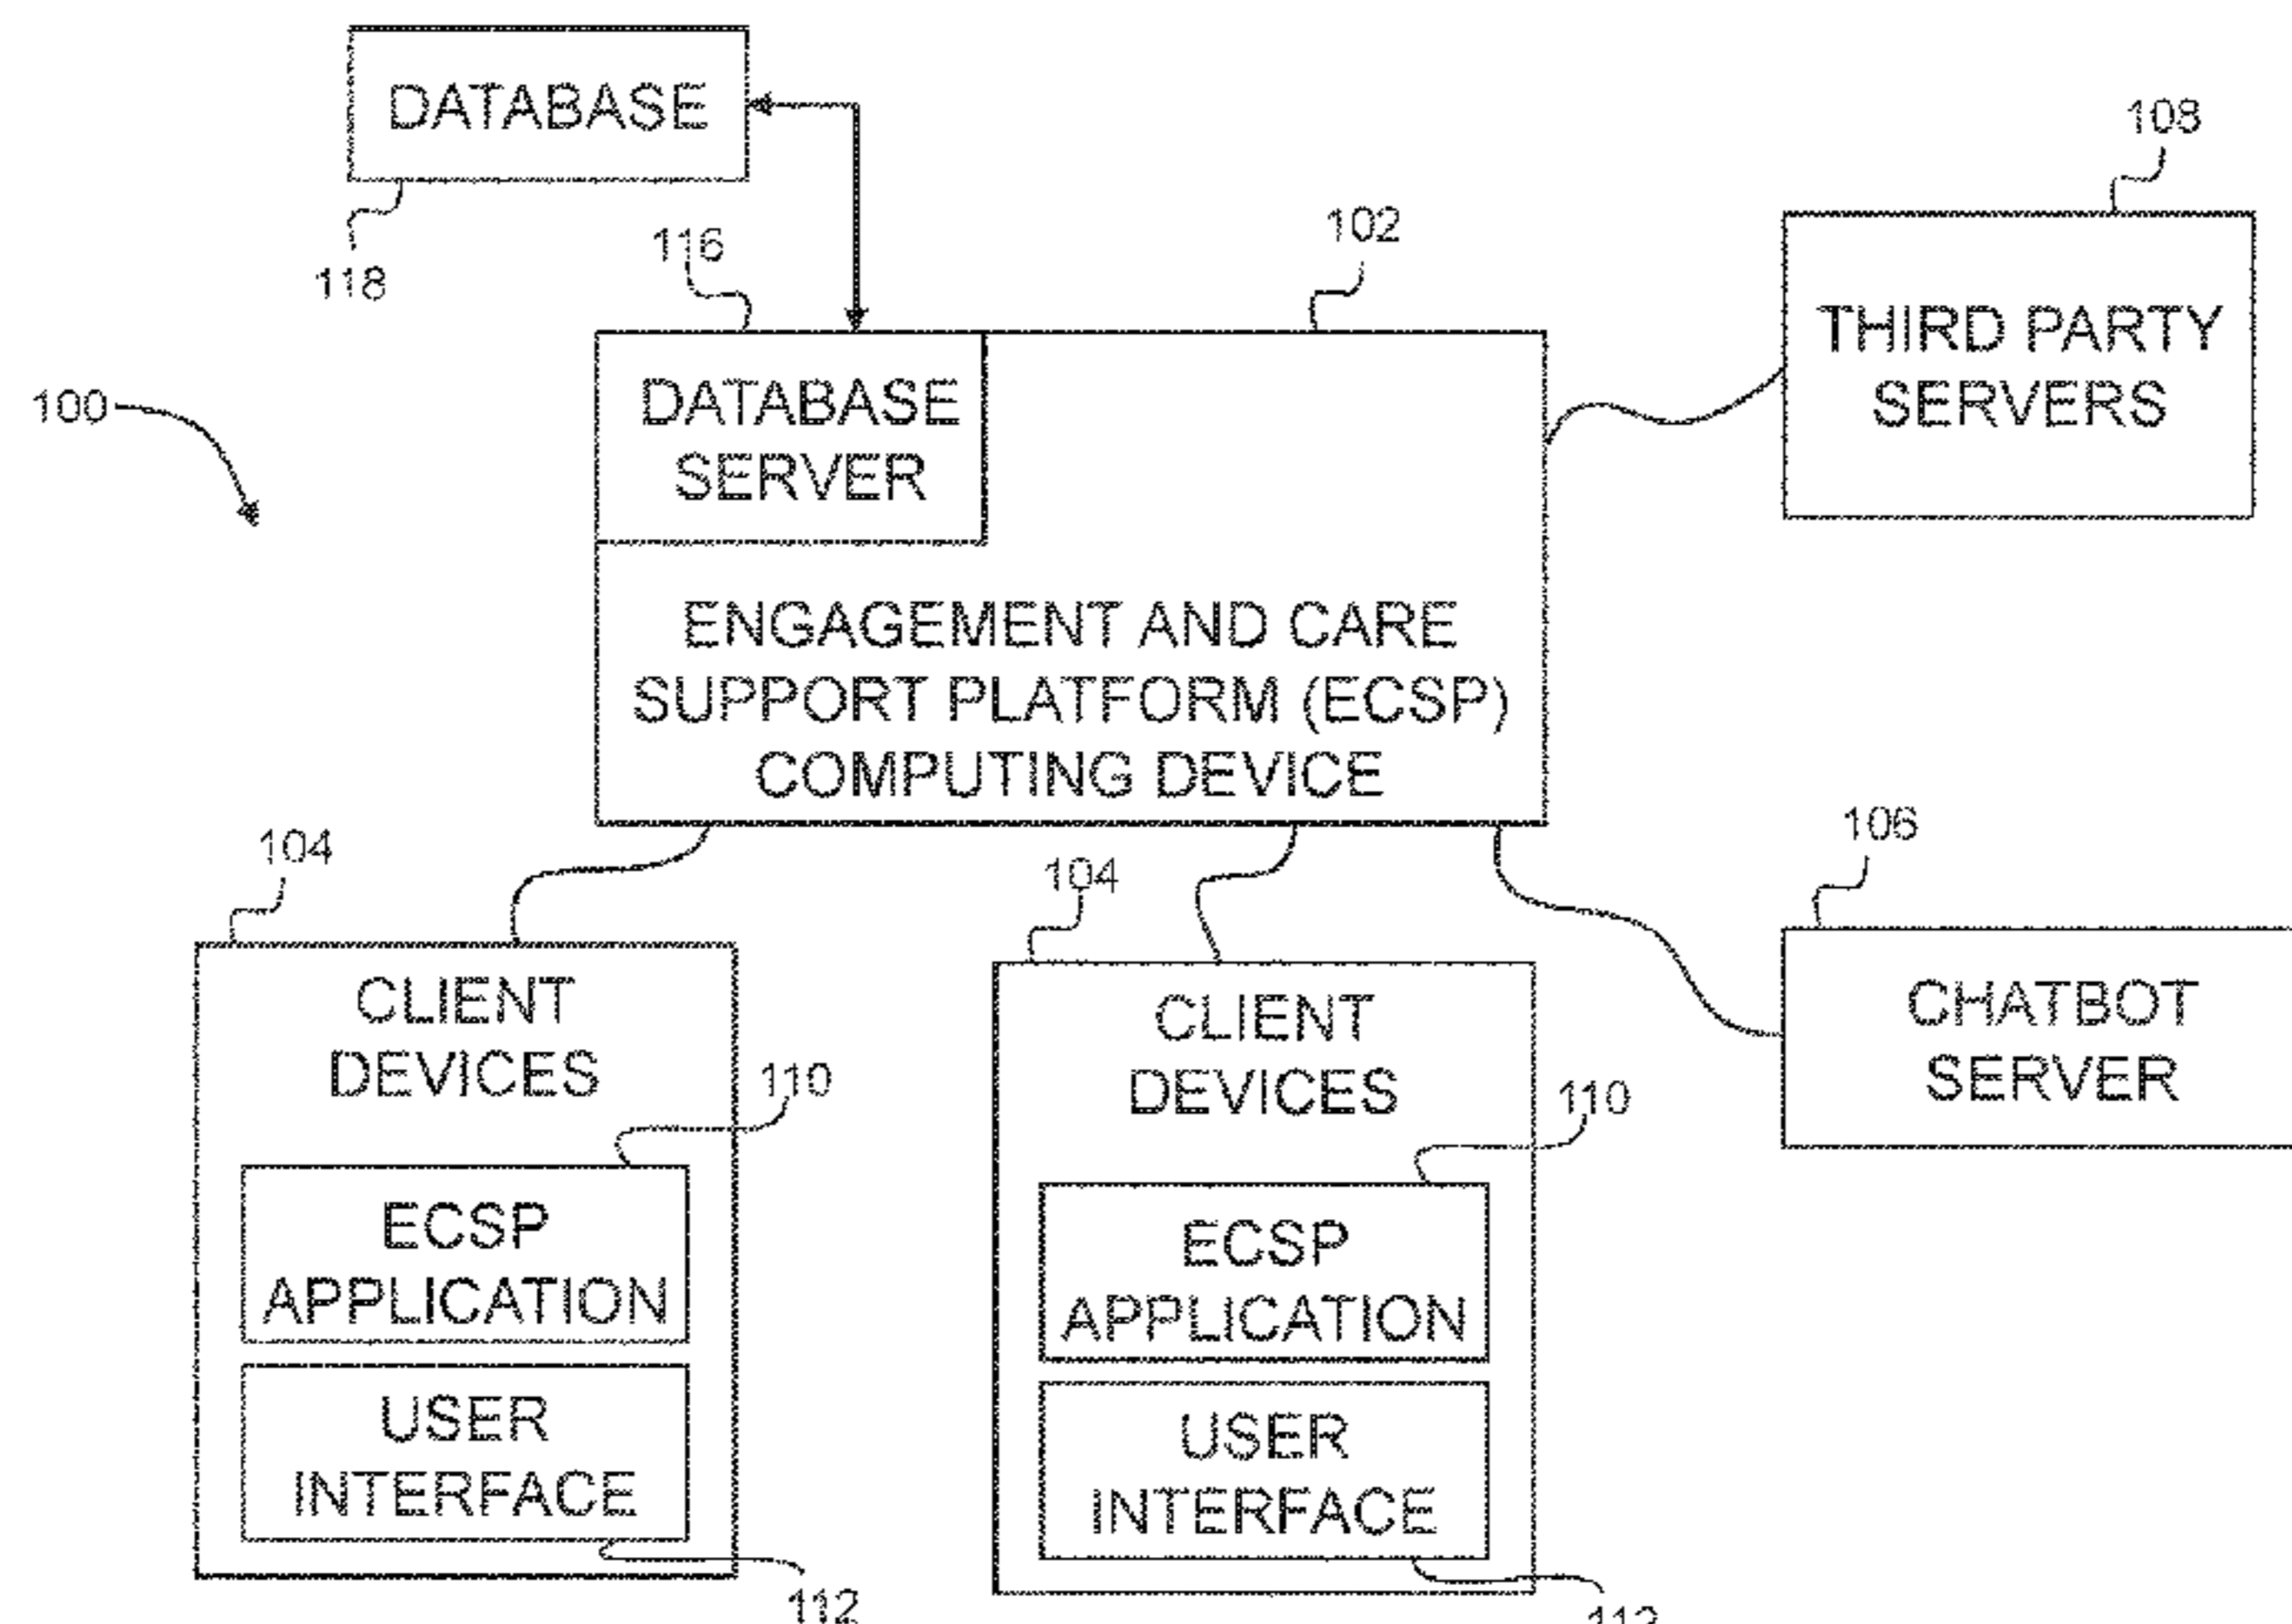 DATABASE
118
108
116
102
THIRD PARTY
SERVERS
100
DATABASE
SERVER
ENGAGEMENT AND CARE
SUPPORT PLATFORM (ECSP)
COMPUTING DEVICE
104
CLIENT
DEVICES
110
ECSP
APPLICATION
USER
INTERFACE
112
104
CLIENT
DEVICES
110
ECSP
APPLICATION
USER
INTERFACE
112
106
CHATBOT
SERVER